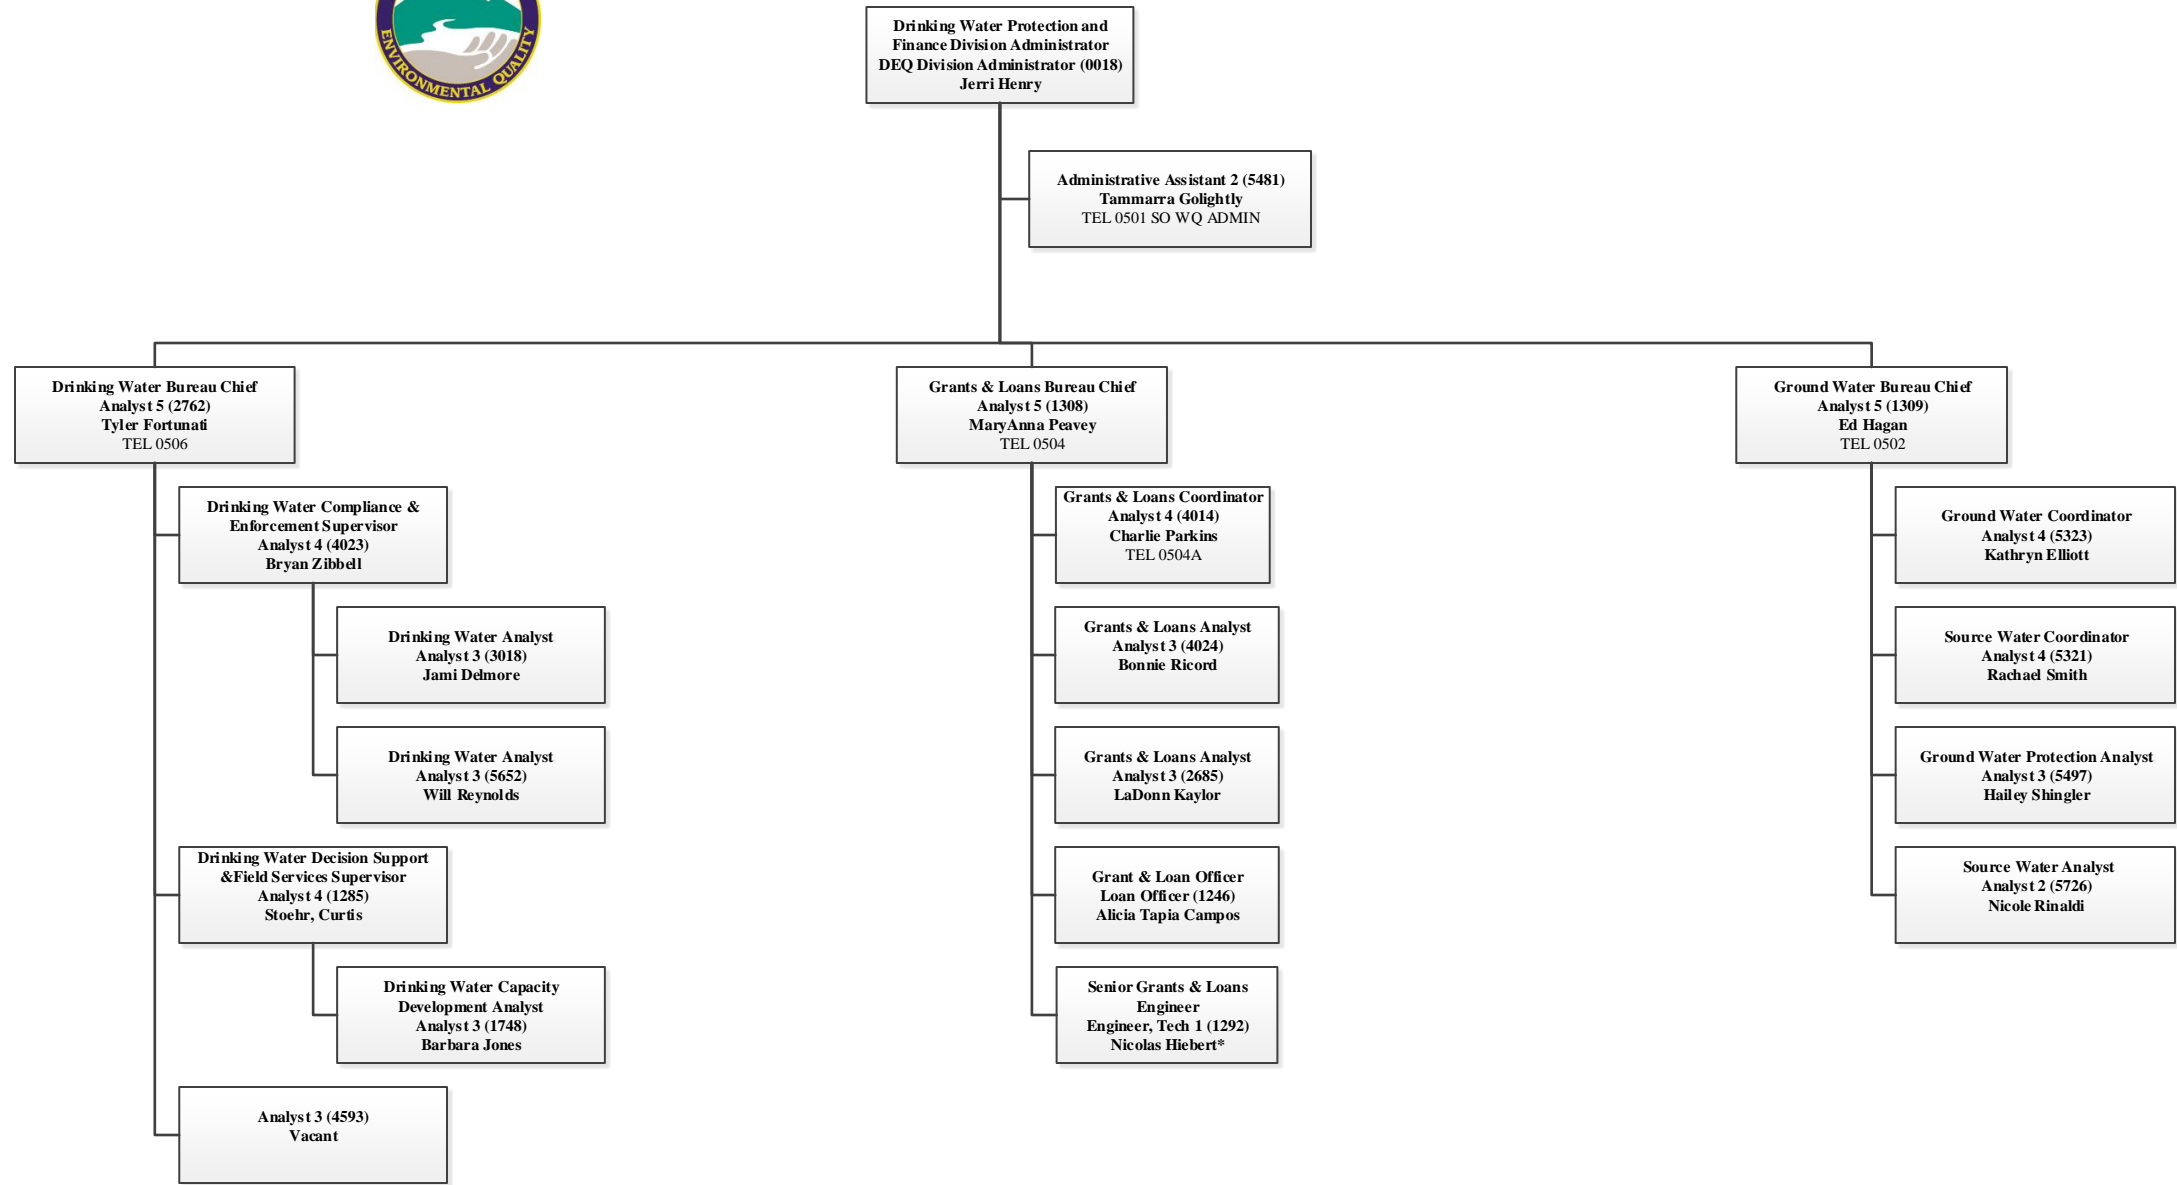 ENVIRONMENTAL QUALITY
Drinking Water Protection and
Finance Division Administrator
DEQ Division Administrator (0018)
Jerri Henry
Administrative Assistant 2 (5481)
Tammarra Golightly
TEL 0501 SO WQ ADMIN
Drinking Water Bureau Chief
Analyst 5 (2762)
Tyler Fortunati
TEL 0506
Drinking Water Compliance &
Enforcement Supervisor
Analyst 4 (4023)
Bryan Zibbell
Drinking Water Analyst
Analyst 3 (3018)
Jami Delmore
Drinking Water Analyst
Analyst 3 (5652)
Will Reynolds
Drinking Water Decision Support
&Field Services Supervisor
Analyst 4 (1285)
Stoehr, Curtis
Drinking Water Capacity
Development Analyst
Analyst 3 (1748)
Barbara Jones
Analyst 3 (4593)
Vacant
Grants & Loans Bureau Chief
Analyst 5 (1308)
MaryAnna Peavey
TEL 0504
Grants & Loans Coordinator
Analyst 4 (4014)
Charlie Parkins
TEL 0504A
Grants & Loans Analyst
Analyst 3 (4024)
Bonnie Ricord
Grants & Loans Analyst
Analyst 3 (2685)
LaDonn Kaylor
Grant & Loan Officer
Loan Officer (1246)
Alicia Tapia Campos
Senior Grants & Loans
Engineer
Engineer, Tech 1 (1292)
Nicolas Hiebert*
Ground Water Bureau Chief
Analyst 5 (1309)
Ed Hagan
TEL 0502
Ground Water Coordinator
Analyst 4 (5323)
Kathryn Elliott
Source Water Coordinator
Analyst 4 (5321)
Rachael Smith
Ground Water Protection Analyst
Analyst 3 (5497)
Hailey Shingler
Source Water Analyst
Analyst 2 (5726)
Nicole Rinaldi